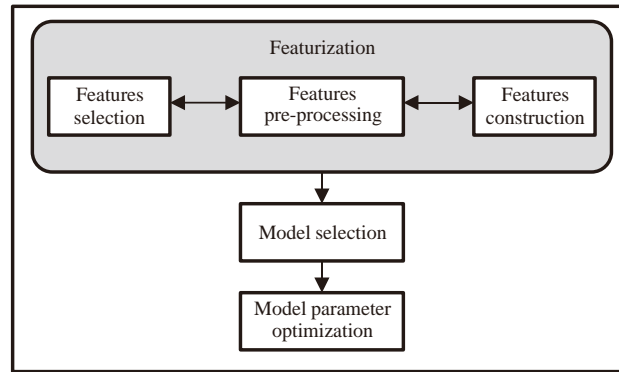 Featurization
Features
selection
Features
pre-processing
Features
construction
Model selection
Model parameter
optimization